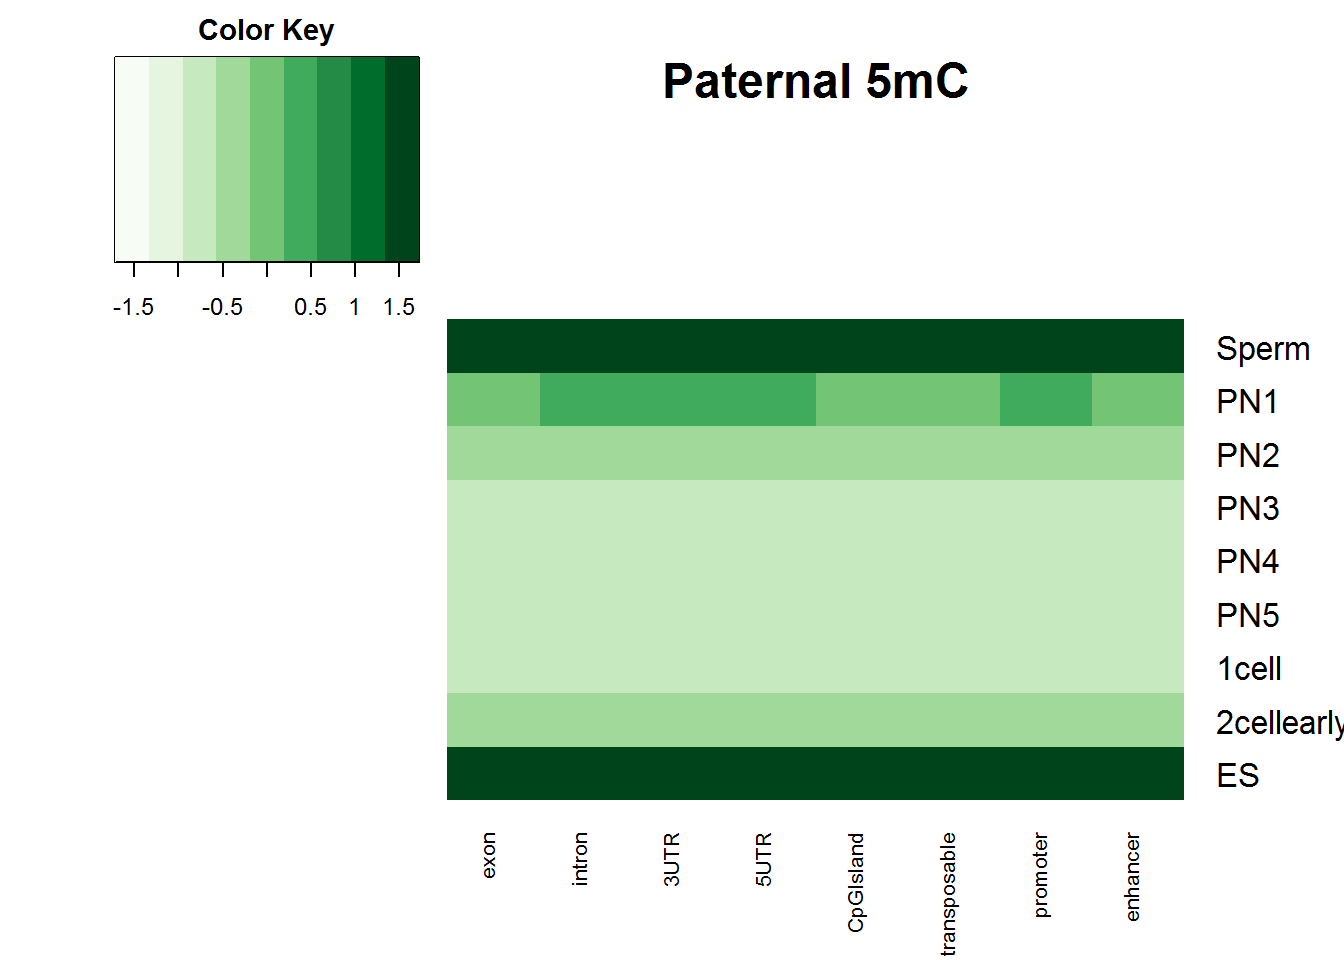 Color Key
Paternal 5mC
-1.5 -0.5 0.5 1 1.5
Sperm
PN1
PN2
PN3
PN4
PN5
1cell
2cellearly
ES
exon intron 3UTR 5UTR CpGIsland transposable promoter enhancer